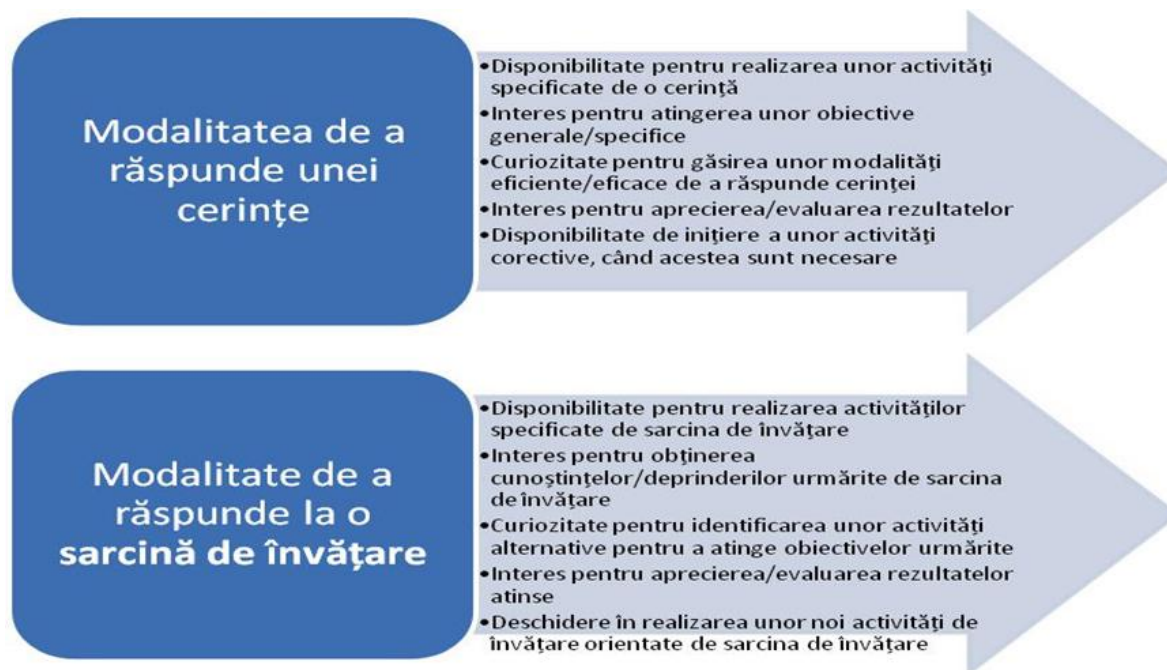 Modalitatea de a
răspunde unei
cerințe
•Disponibilitate pentru realizarea unor activități
specificate de o cerință
•Interes pentru atingerea unor obiective
generale/specifice
•Curiozitate pentru găsirea unor modalități
eficiente/eficace de a răspunde cerinței
•Interes pentru aprecierea/evaluarea rezultatelor
•Disponibilitate de inițiere a unor activități
corective, când acestea sunt necesare
Modalitate de a
răspunde la o
sarcină de învățare
•Disponibilitate pentru realizarea activităților
specificate de sarcina de învățare
•Interes pentru obținerea
cunoștințelor/deprinderilor urmărite de sarcina
de învățare
•Curiozitate pentru identificarea unor activități
alternative pentru a atinge obiectivelor urmărite
•Interes pentru aprecierea/evaluarea rezultatelor
atinse
•Deschidere în realizarea unor noi activități de
învățare orientate de sarcina de învățare